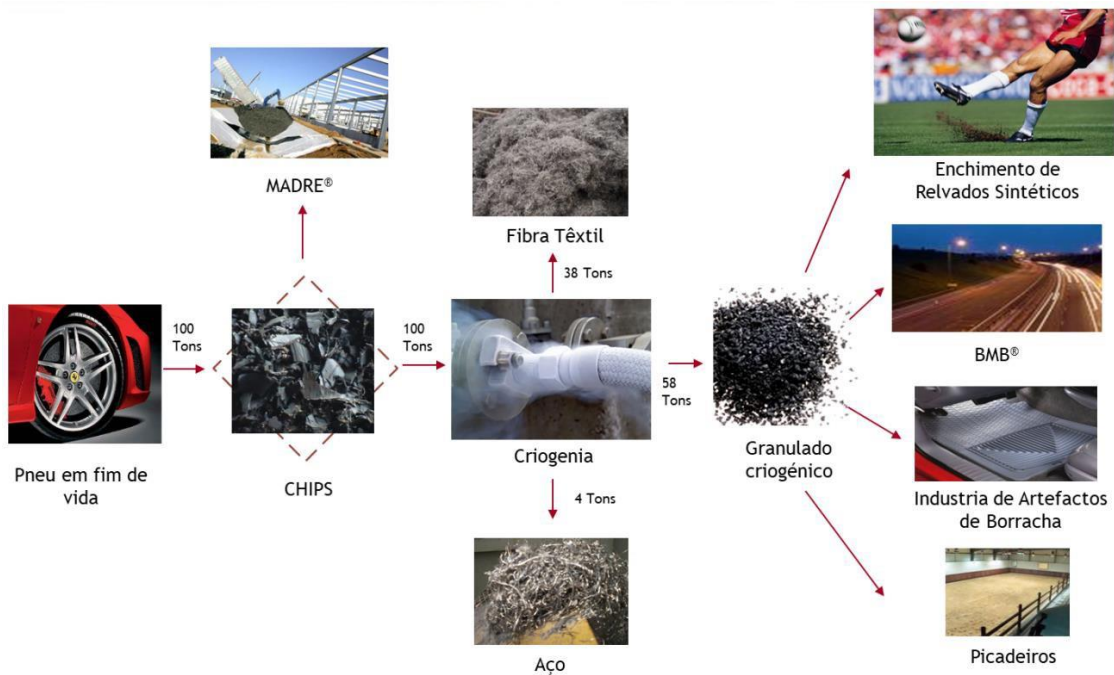 MADRE®
Fibra Têxtil
38 Tons
Enchimento de
Relvados Sintéticos
100
Tons
100
Tons
58
Tons
BMB®
Pneu em fim de
vida
CHIPS
Criogenia
Granulado
criogénico
4 Tons
Industria de Artefactos
de Borracha
Aço
Picadeiros